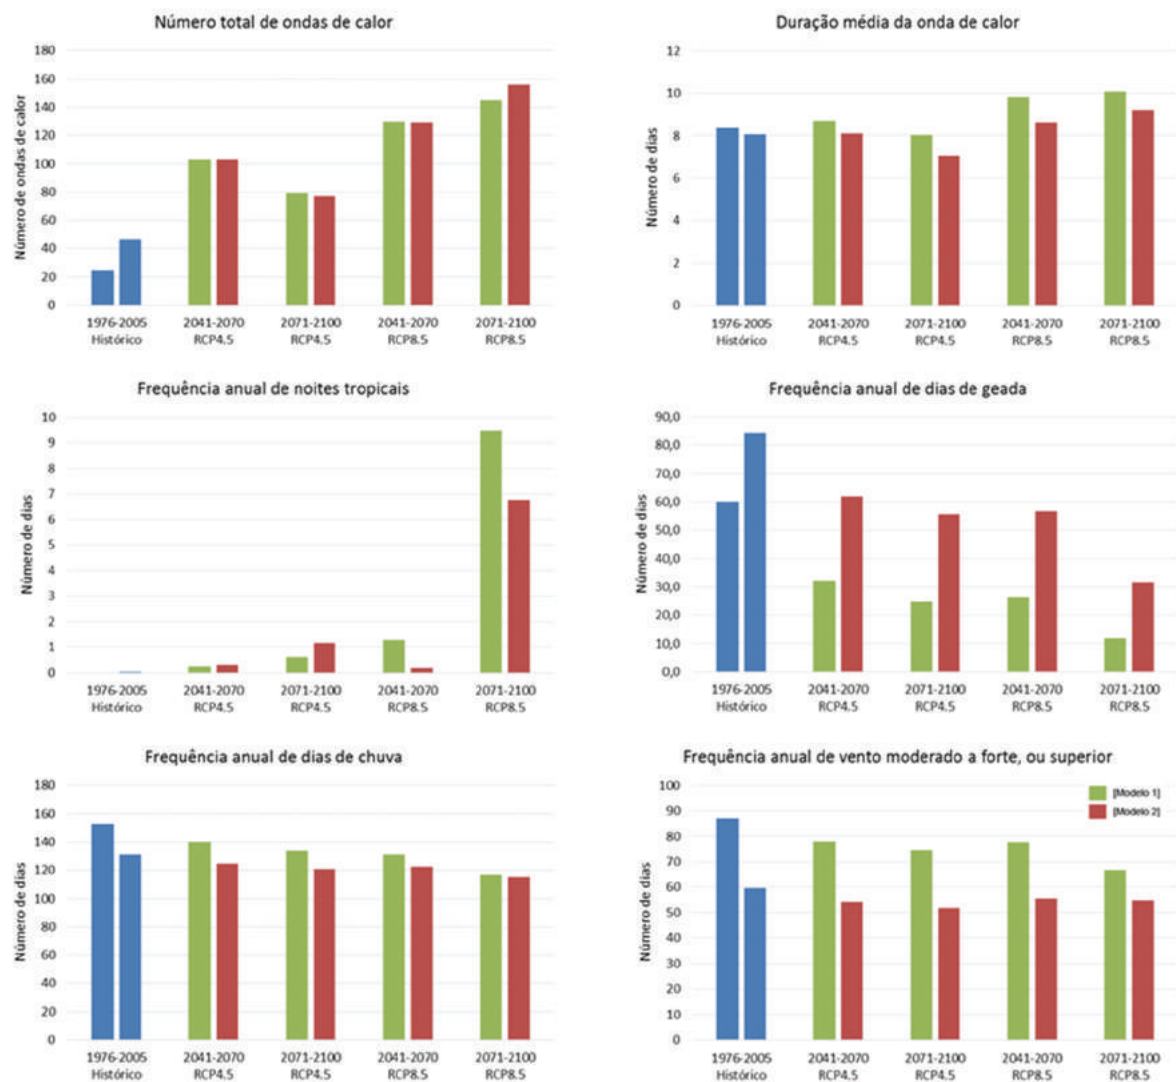 Número total de ondas de calor
Número de ondas de calor
180
160
140
120
100
80
60
40
20
0
1976-2005 2041-2070 2071-2100 2041-2070 2071-2100
Histórico RCP4.5 RCP4.5 RCP8.5 RCP8.5
Duração média da onda de calor
Número de dias
12
10
8
6
4
2
0
1976-2005 2041-2070 2071-2100 2041-2070 2071-2100
Histórico RCP4.5 RCP4.5 RCP8.5 RCP8.5
Frequência anual de noites tropicais
Número de dias
10
9
8
7
6
5
4
3
2
1
0
1976-2005 2041-2070 2071-2100 2041-2070 2071-2100
Histórico RCP4.5 RCP4.5 RCP8.5 RCP8.5
Frequência anual de dias de geada
Número de dias
90,0
80,0
70,0
60,0
50,0
40,0
30,0
20,0
10,0
0,0
1976-2005 2041-2070 2071-2100 2041-2070 2071-2100
Histórico RCP4.5 RCP4.5 RCP8.5 RCP8.5
Frequência anual de dias de chuva
Número de dias
180
160
140
120
100
80
60
40
20
0
1976-2005 2041-2070 2071-2100 2041-2070 2071-2100
Histórico RCP4.5 RCP4.5 RCP8.5 RCP8.5
Frequência anual de vento moderado a forte, ou superior
[Modelo 1]
[Modelo 2]
Número de dias
100
90
80
70
60
50
40
30
20
10
0
1976-2005 2041-2070 2071-2100 2041-2070 2071-2100
Histórico RCP4.5 RCP4.5 RCP8.5 RCP8.5